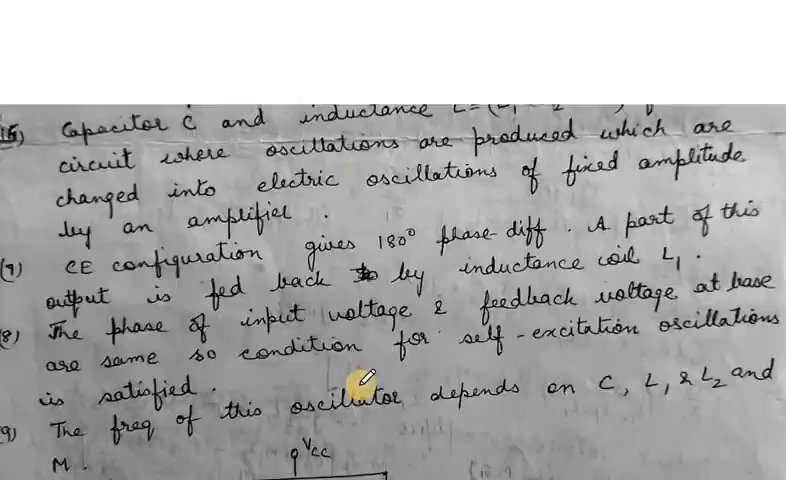 Capacitor C and inductance
circuit where oscillations are produced which are
changed into electric oscillations of fixed amplitude
by an amplifier.
(7) CE configuration gives 180° phase-diff. A part of this
output is fed back by inductance coil L₁.
(8) The phase of input voltage & feedback voltage at base
are same so condition for self-excitation oscillations
is satisfied.
(9) The freq of this oscillator depends on C, L₁ & L₂ and
M.
Vcc